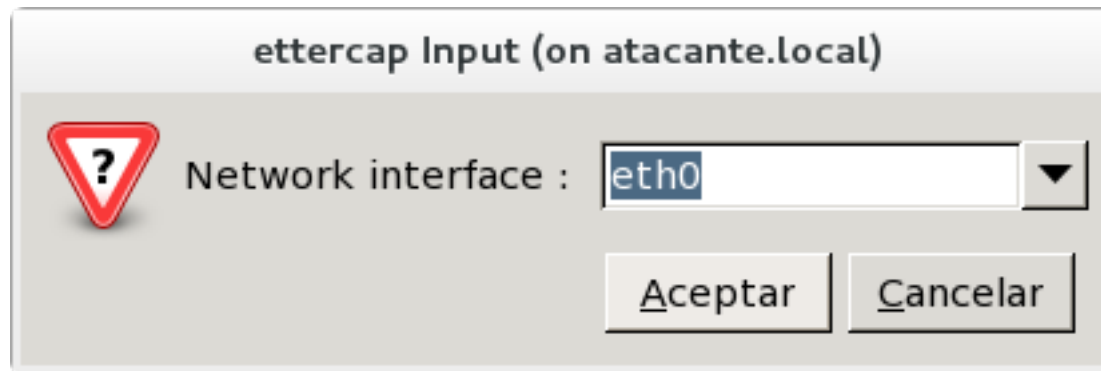 ettercap Input (on atacante.local)
?
Network interface :
eth0
Aceptar
Cancelar